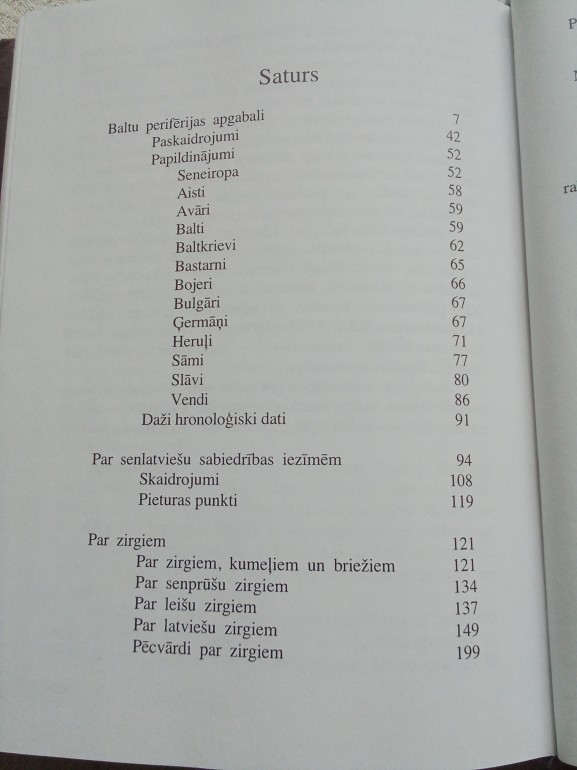 Saturs
Baltu perifērijas apgabali 7
Paskaidrojumi 42
Papildinājumi 52
Seneiropa 52
Aisti 58
Avāri 59
Balti 59
Baltkrievi 62
Bastarni 65
Bojeri 66
Bulgāri 67
Ģermāņi 67
Heruļi 71
Sāmi 77
Slāvi 80
Vendi 86
Daži hronoloģiski dati 91
Par senlatviešu sabiedrības iezīmēm 94
Skaidrojumi 108
Pieturas punkti 119
Par zirgiem 121
Par zirgiem, kumeļiem un briežiem 121
Par senprūšu zirgiem 134
Par leišu zirgiem 137
Par latviešu zirgiem 149
Pēcvārdi par zirgiem 199